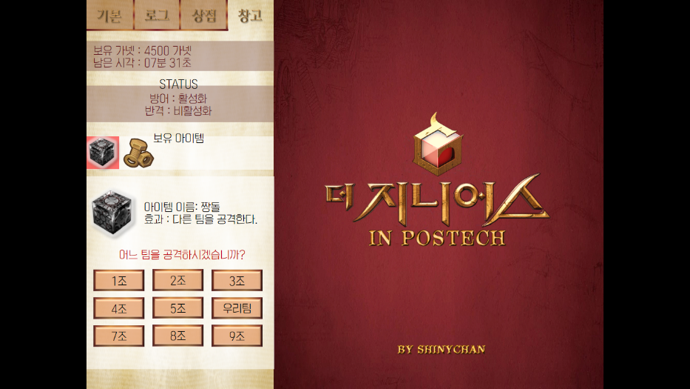 기본 로그 상점 창고
보유 가넷 : 4500 가넷
남은 시각 : 07분 31초
STATUS
방어 : 활성화
반격 : 비활성화
보유 아이템
아이템 이름: 짱돌
효과 : 다른 팀을 공격한다.
어느 팀을 공격하시겠습니까?
1조 2조 3조
4조 5조 우리팀
7조 8조 9조
더 지니어스
IN POSTECH
BY SHINYCHAN